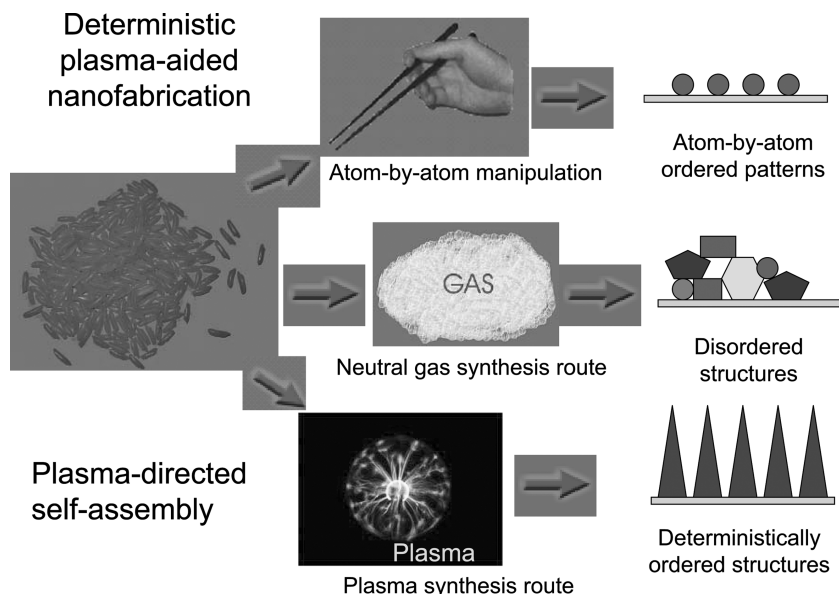 Deterministic
plasma-aided
nanofabrication
Atom-by-atom manipulation
Atom-by-atom
ordered patterns
GAS
Neutral gas synthesis route
Disordered
structures
Plasma-directed
self-assembly
Plasma
Plasma synthesis route
Deterministically
ordered structures